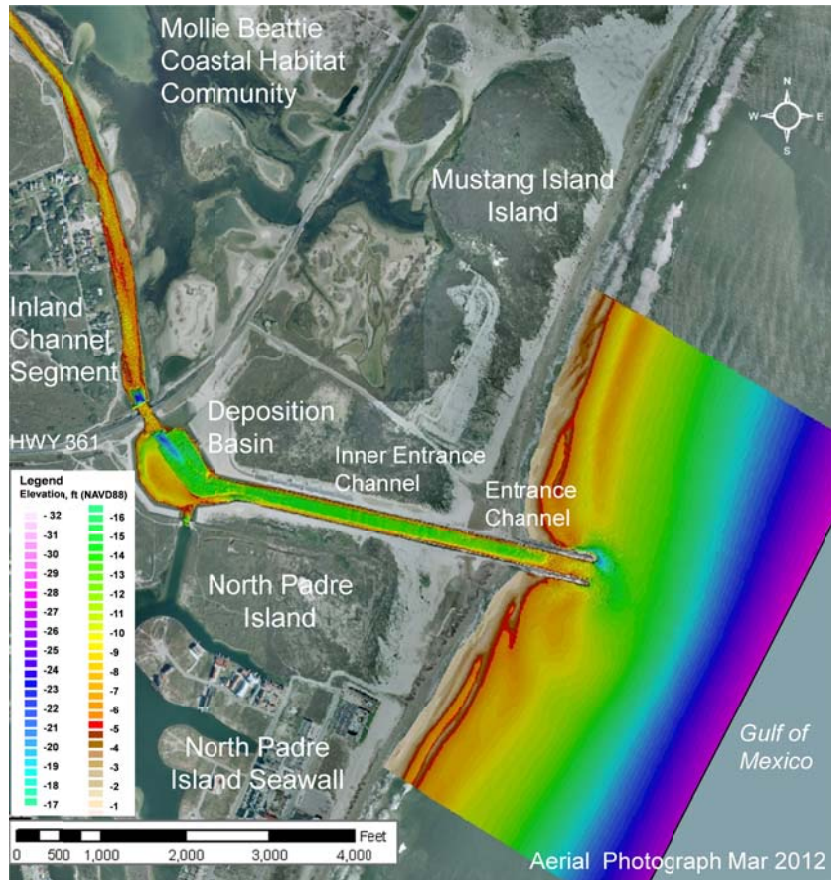 Mollie Beattie
Coastal Habitat
Community
N
W
E
S
Mustang Island
Island
Inland
Channel
Segment
Deposition
Basin
HWY 361
Inner Entrance
Channel
Entrance
Channel
Legend
Elevation, ft (NAVD88)
- 32
-31
-30
-29
-28
-27
-26
-25
-24
-23
-22
-21
-20
-19
-18
-17
-16
-15
-14
-13
-12
-11
-10
-9
-8
-7
-6
-5
-4
-3
-2
-1
North Padre
Island
North Padre
Island Seawall
Gulf of
Mexico
Feet
0 500 1,000 2,000 3,000 4,000
Aerial Photograph Mar 2012